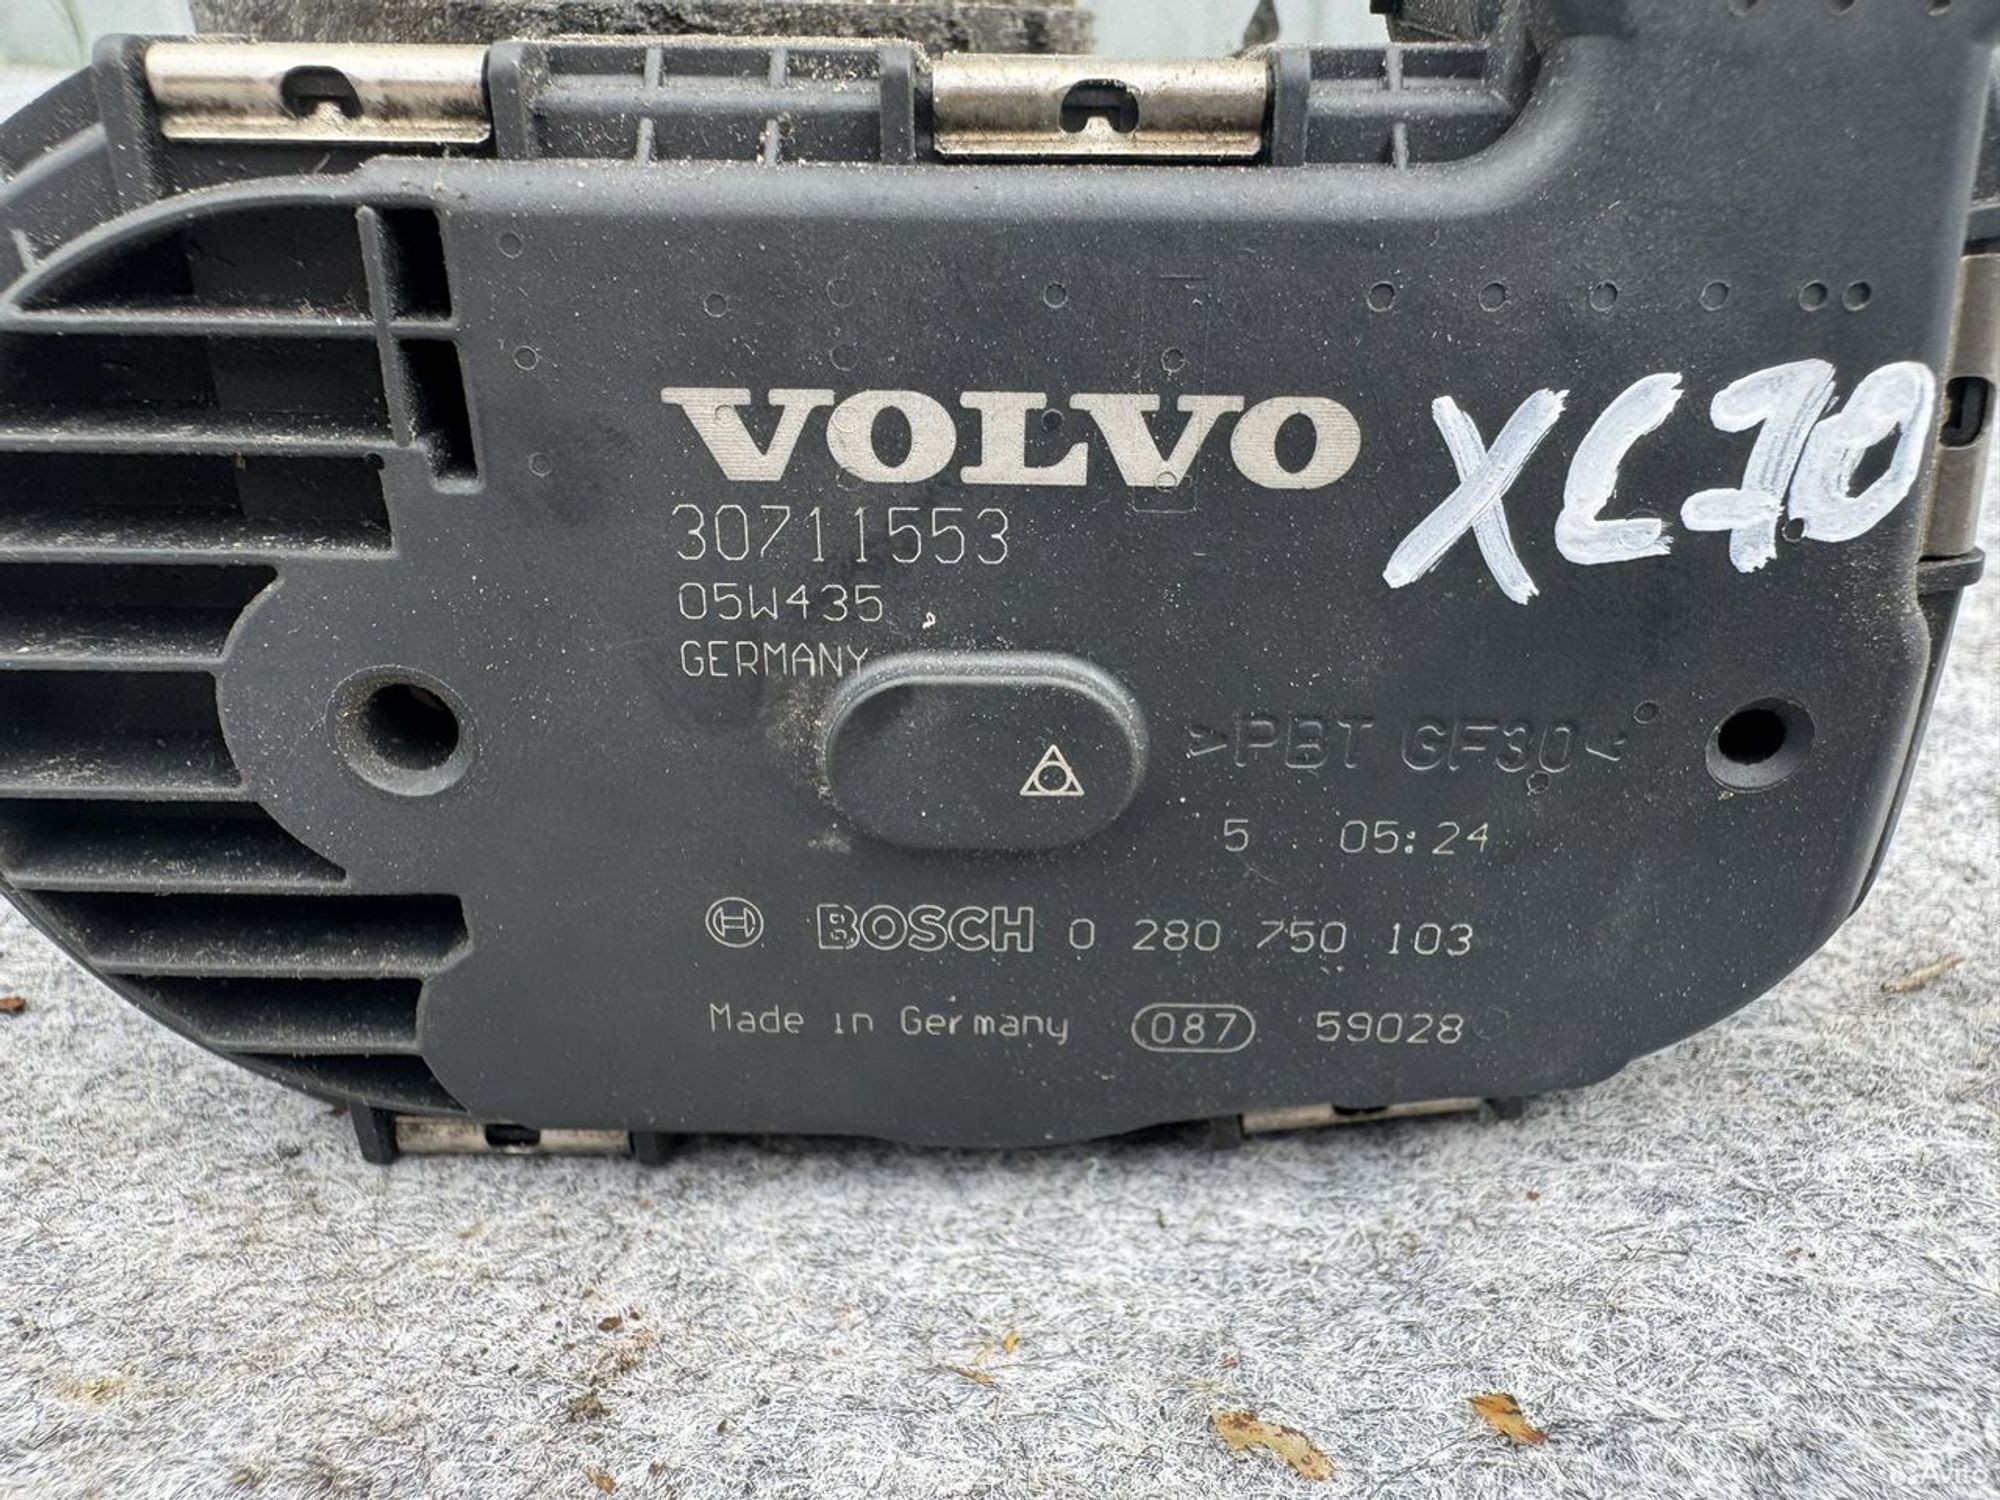 VOLVO
XC70
30711553
05W435
GERMANY
>PBT GF30<
5 05:24
BOSCH 0 280 750 103
Made in Germany 087 59028
Avito